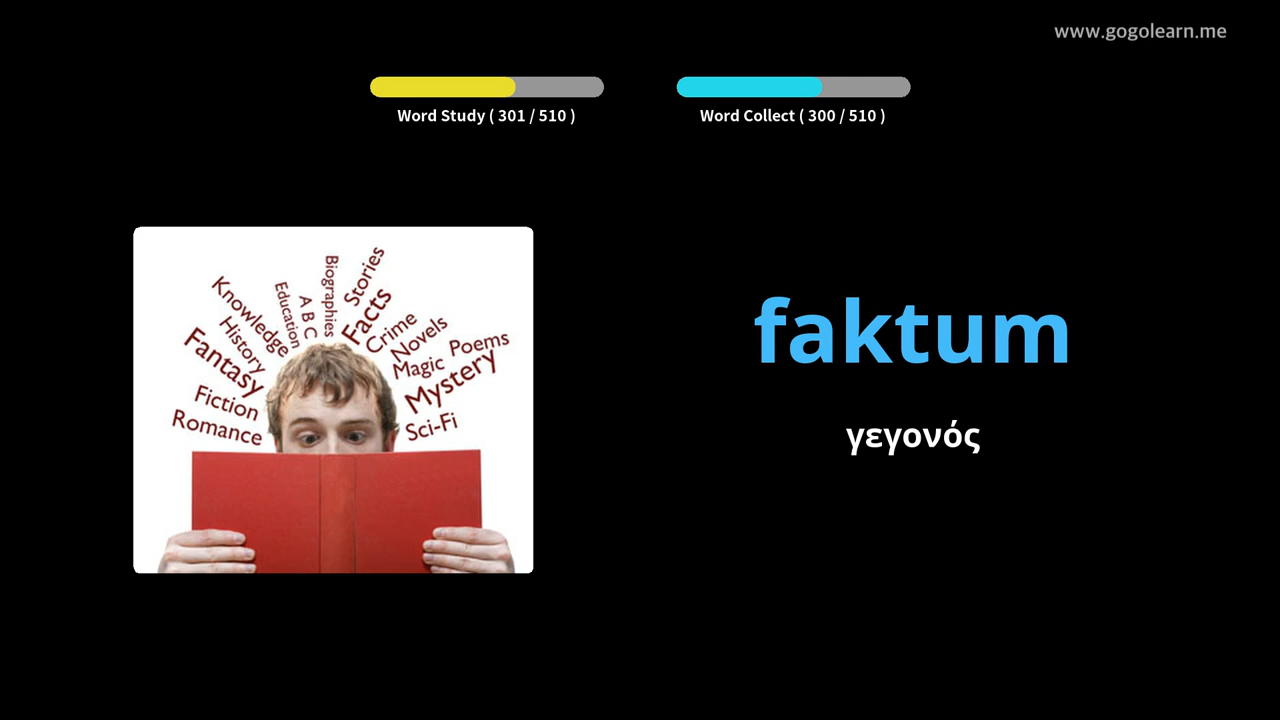 www.gogolearn.me
Word Study ( 301 / 510 )
Word Collect ( 300 / 510 )
Biographies
Stories
Education
A B C
Facts
Knowledge
Crime
History
Novels
Fantasy
Magic
Poems
Mystery
Fiction
Romance
Sci-Fi
faktum
γεγονός